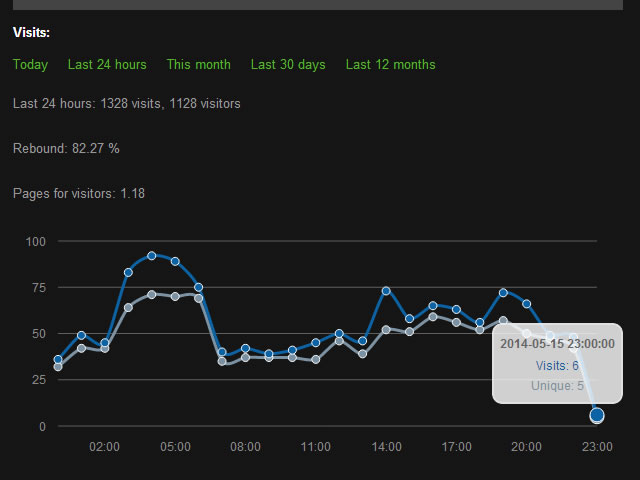 Visits:
Today Last 24 hours This month Last 30 days Last 12 months
Last 24 hours: 1328 visits, 1128 visitors
Rebound: 82.27 %
Pages for visitors: 1.18
100
75
50
25
0
2014-05-15 23:00:00
Visits: 6
Unique: 5
02:00 05:00 08:00 11:00 14:00 17:00 20:00 23:00